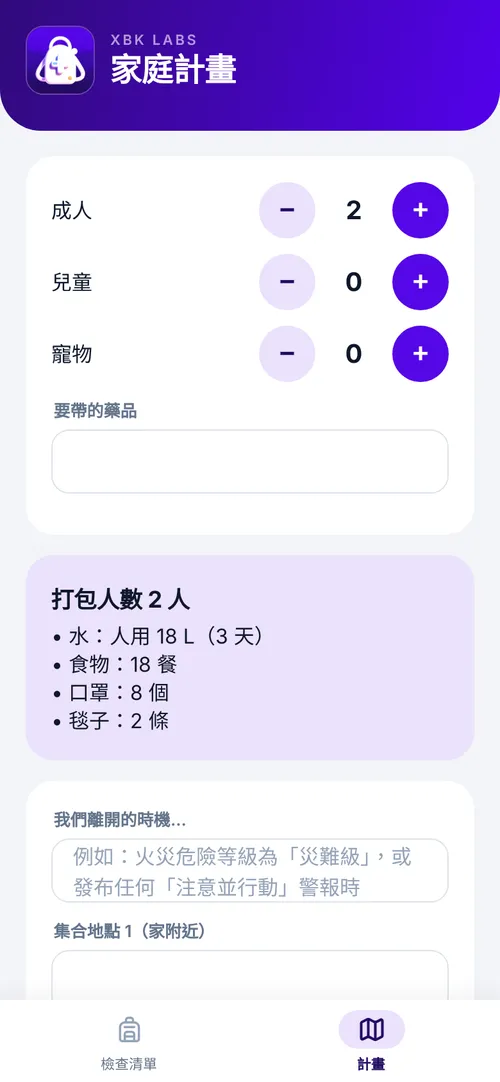 XBK LABS
家庭計畫
成人
− 2 +
兒童
− 0 +
寵物
− 0 +
要帶的藥品
打包人數 2 人
• 水：人用 18 L（3 天）
• 食物：18 餐
• 口罩：8 個
• 毯子：2 條
我們離開的時機...
例如：火災危險等級為「災難級」，或
發布任何「注意並行動」警報時
集合地點 1（家附近）
檢查清單
計畫